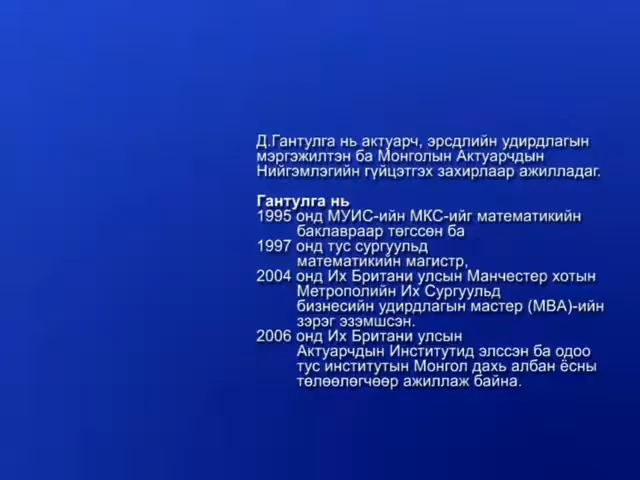 Д.Гантулга нь актуарч, эрсдлийн удирдлагын
мэргэжилтэн ба Монголын Актуарчдын
Нийгэмлэгийн гүйцэтгэх захирлаар ажилладаг.
Гантулга нь
1995 онд МУИС-ийн МКС-ийг математикийн
баклавраар төгссөн ба
1997 онд тус сургуульд
математикийн магистр,
2004 онд Их Британи улсын Манчестер хотын
Метрополийн Их Сургуульд
бизнесийн удирдлагын мастер (МВА)-ийн
зэрэг эзэмшсэн.
2006 онд Их Британи улсын
Актуарчдын Институтид элссэн ба одоо
тус институтын Монгол дахь албан ёсны
төлөөлөгчөөр ажиллаж байна.